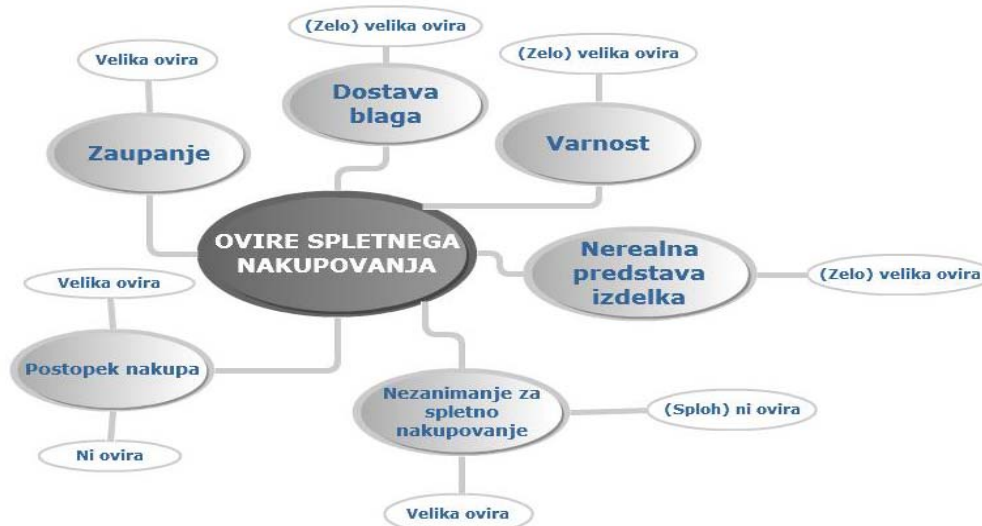 (Zelo) velika ovira
Dostava
blaga
Velika ovira
Zaupanje
(Zelo) velika ovira
Varnost
OVIRE SPLETNEGA
NAKUPOVANJA
Nerealna
predstava
izdelka
(Zelo) velika ovira
Velika ovira
Postopek nakupa
Ni ovira
Nezanimanje za
spletno
nakupovanje
(Sploh) ni ovira
Velika ovira